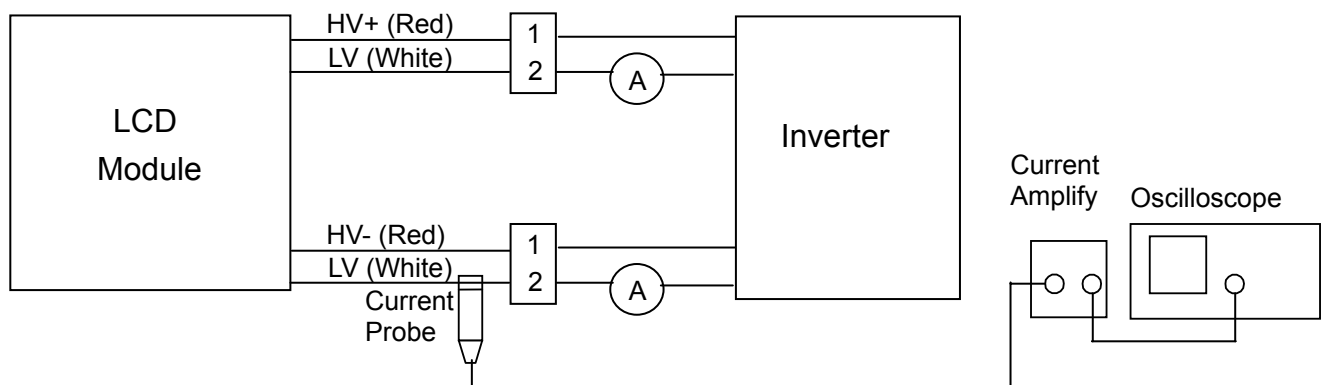 HV+ (Red)
LV (White)
1
2
A
LCD
Module
Inverter
Current
Amplify
Oscilloscope
HV- (Red)
LV (White)
1
2
A
Current
Probe